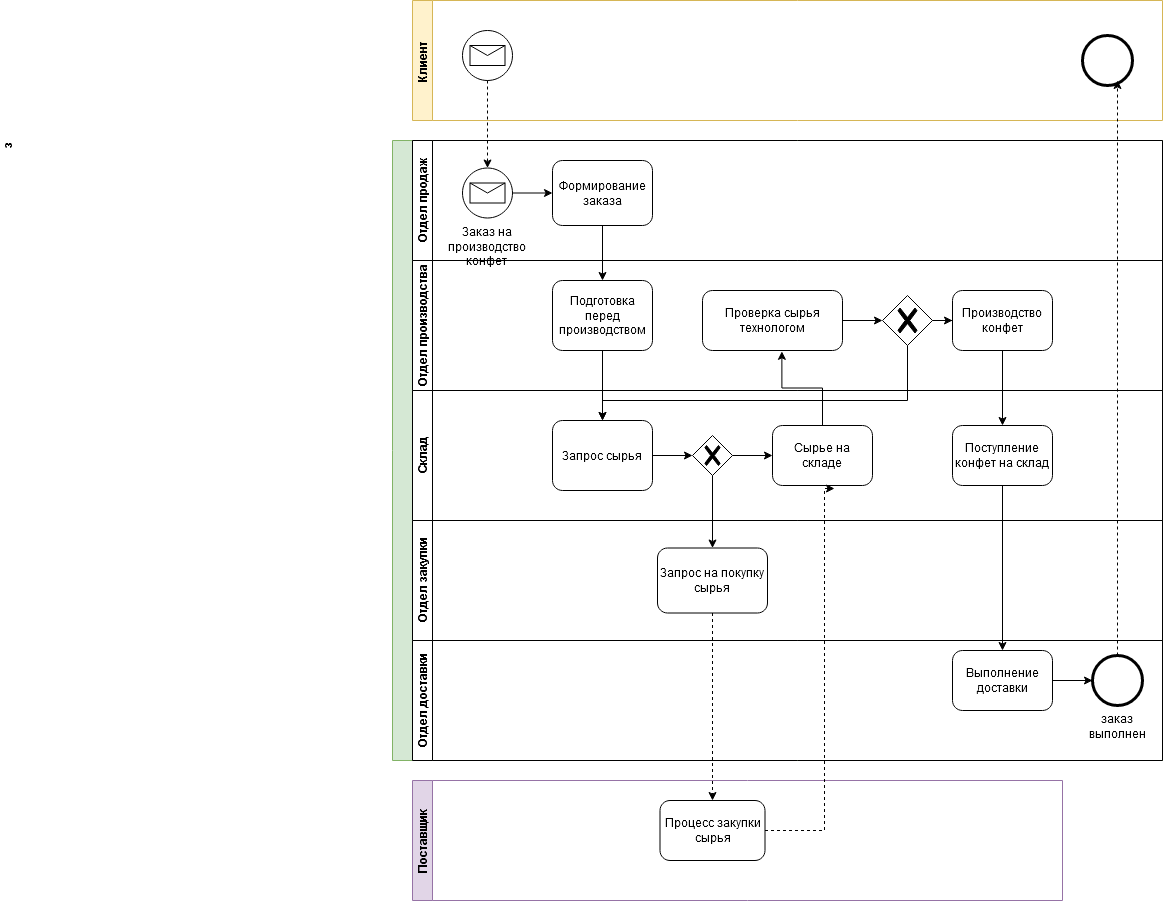 Клиент
з
Отдел продаж
Формирование
заказа
Заказ на
производство
конфет
Отдел производства
Подготовка
перед
производством
Проверка сырья
технологом
Производство
конфет
Склад
Запрос сырья
Сырье на
складе
Поступление
конфет на склад
Отдел закупки
Запрос на покупку
сырья
Отдел доставки
Выполнение
доставки
заказ
выполнен
Поставщик
Процесс закупки
сырья